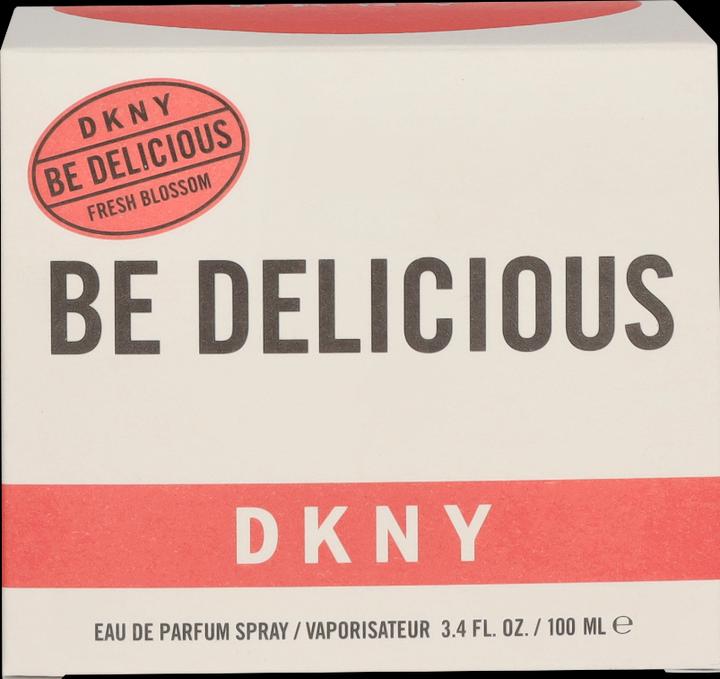 DKNY
BE DELICIOUS
FRESH BLOSSOM
BE DELICIOUS
DKNY
EAU DE PARFUM SPRAY / VAPORISATEUR 3.4 FL. OZ. / 100 ML ℮